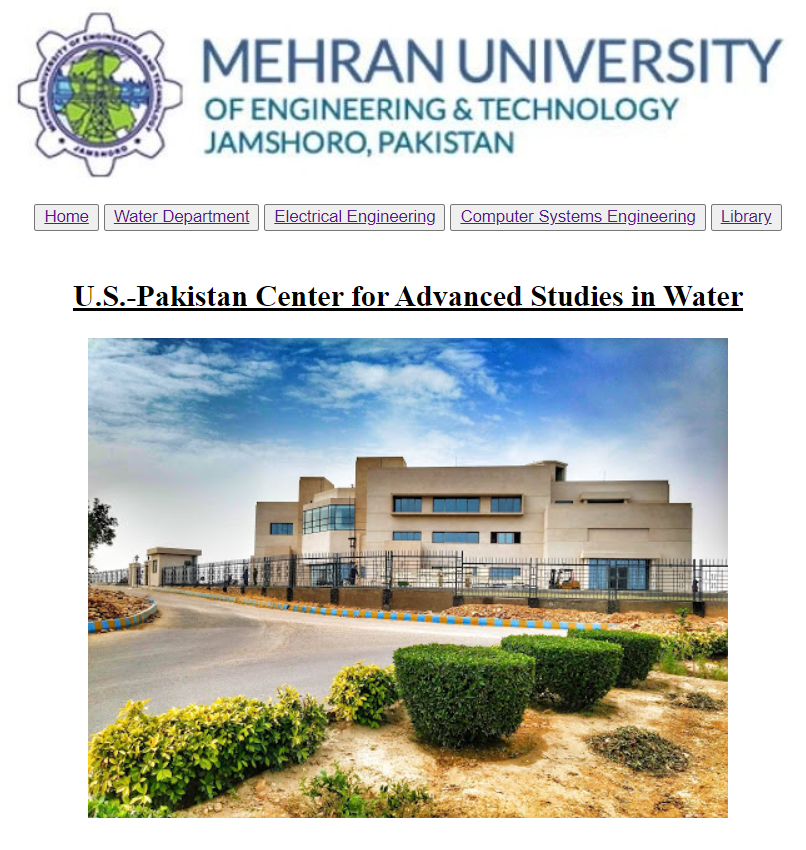 MEHRAN UNIVERSITY OF ENGINEERING AND TECHNOLOGY
JAMSHORO
MEHRAN UNIVERSITY
OF ENGINEERING & TECHNOLOGY
JAMSHORO, PAKISTAN
Home Water Department Electrical Engineering Computer Systems Engineering Library
U.S.-Pakistan Center for Advanced Studies in Water